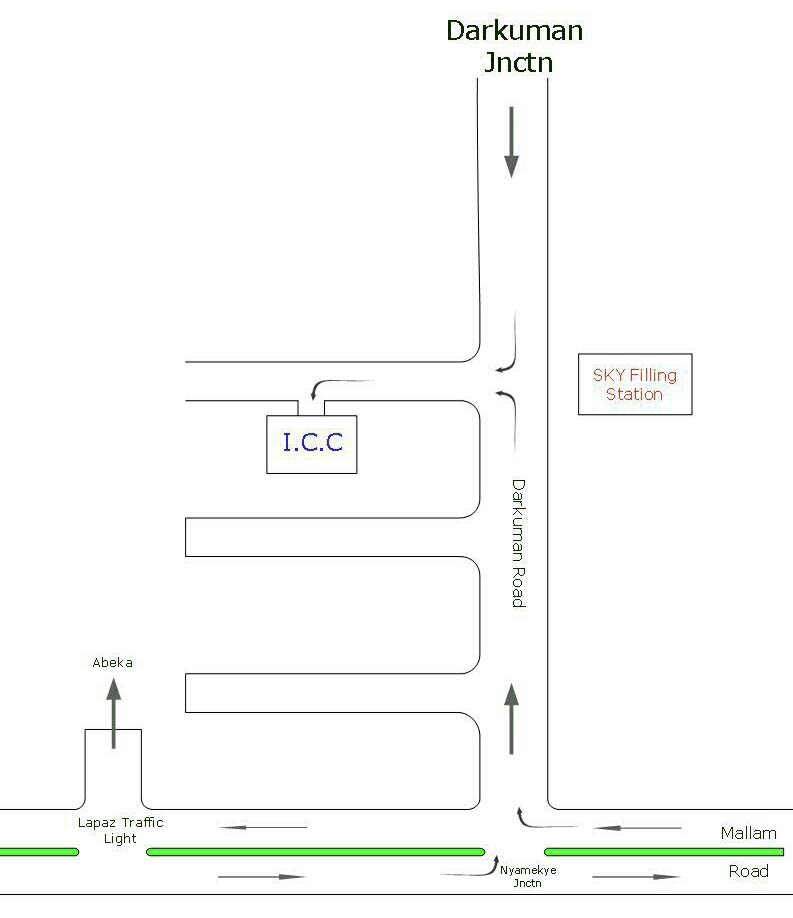 Darkuman
Jnctn
SKY Filling
Station
I.C.C
Darkuman Road
Abeka
Lapaz Traffic
Light
Mallam
Road
Nyamekye
Jnctn